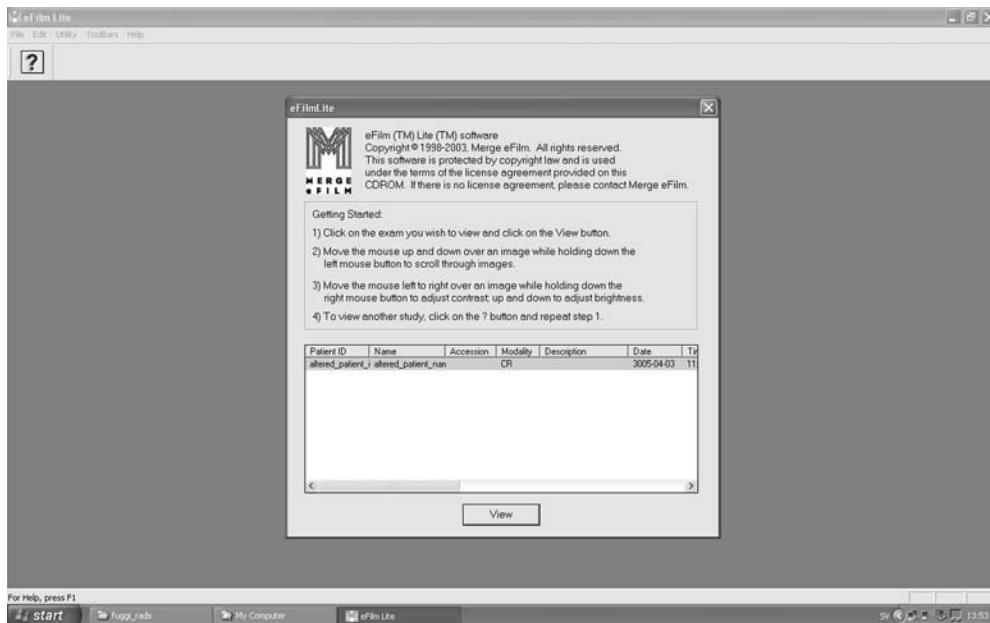 eFilm Lite
File Edit Utility Toolbars Help
?
eFilmLite
MERGE
eFILM
eFilm (TM) Lite (TM) software
Copyright © 1998-2003, Merge eFilm. All rights reserved.
This software is protected by copyright law and is used
under the terms of the license agreement provided on this
CDROM. If there is no license agreement, please contact Merge eFilm.
Getting Started:
1) Click on the exam you wish to view and click on the View button.
2) Move the mouse up and down over an image while holding down the
left mouse button to scroll through images.
3) Move the mouse left to right over an image while holding down the
right mouse button to adjust contrast; up and down to adjust brightness.
4) To view another study, click on the ? button and repeat step 1.
Patient ID Name Accession Modality Description Date Tir
altered_patient_i altered_patient_nan CR 3005-04-03 11:
View
For Help, press F1
start fugg_rads My Computer eFilm Lite SV 13:53